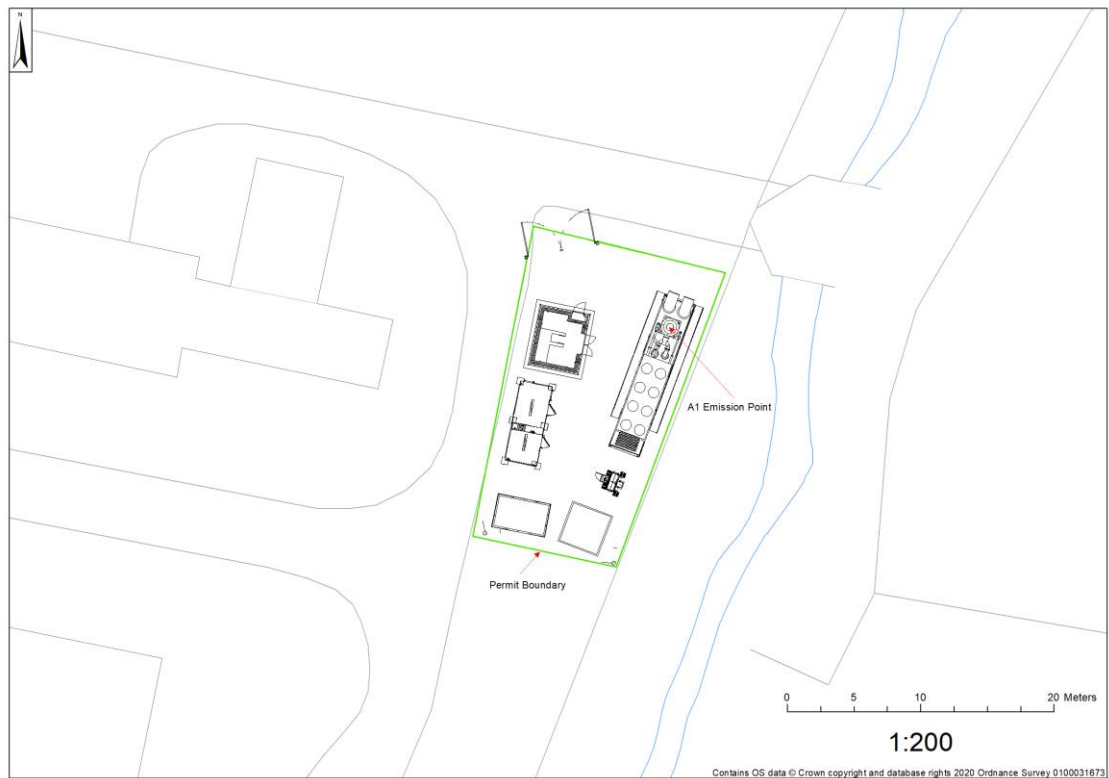 N
A1 Emission Point
Permit Boundary
0 5 10 20 Meters
1:200
Contains OS data © Crown copyright and database rights 2020 Ordnance Survey 0100031673